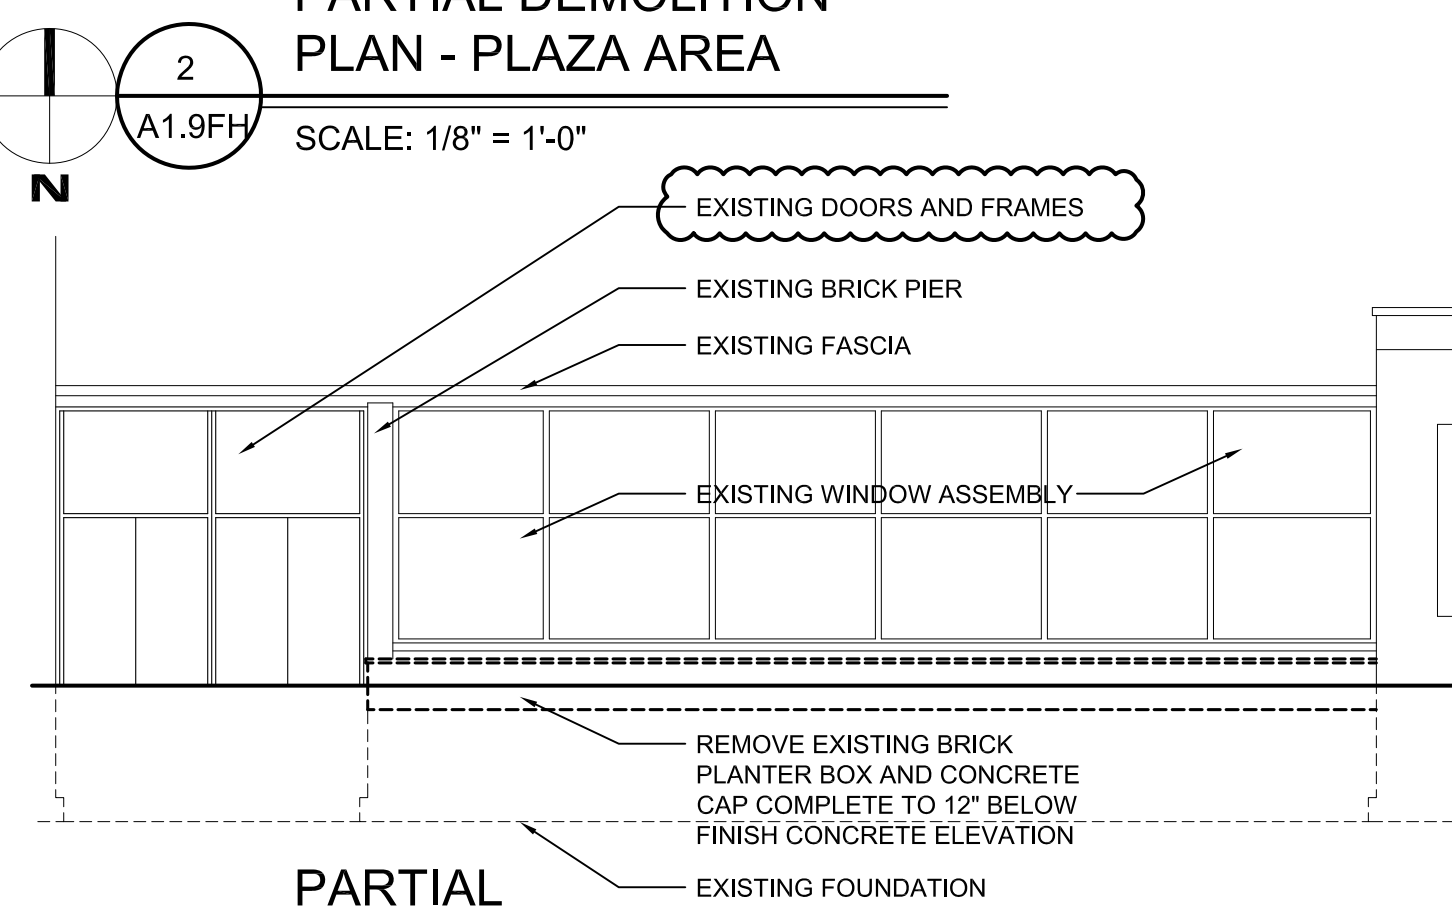 PARTIAL DEMOLITION
PLAN - PLAZA AREA
2
A1.9FH
SCALE: 1/8" = 1'-0"
N
EXISTING DOORS AND FRAMES
EXISTING BRICK PIER
EXISTING FASCIA
EXISTING WINDOW ASSEMBLY
REMOVE EXISTING BRICK
PLANTER BOX AND CONCRETE
CAP COMPLETE TO 12" BELOW
FINISH CONCRETE ELEVATION
EXISTING FOUNDATION
PARTIAL